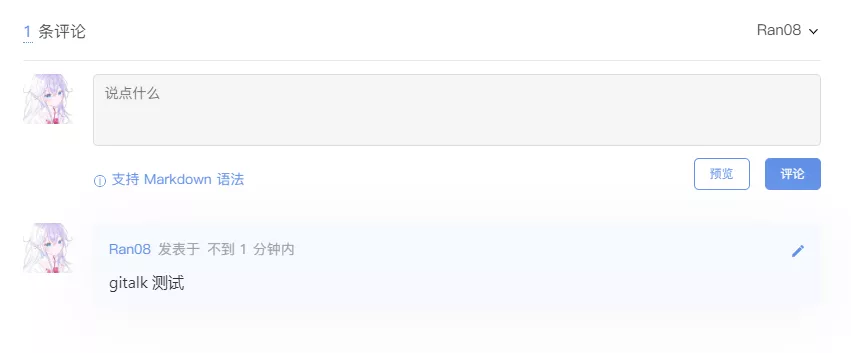 1 条评论
Ran08
说点什么
支持 Markdown 语法
预览
评论
Ran08 发表于 不到 1 分钟内
gitalk 测试